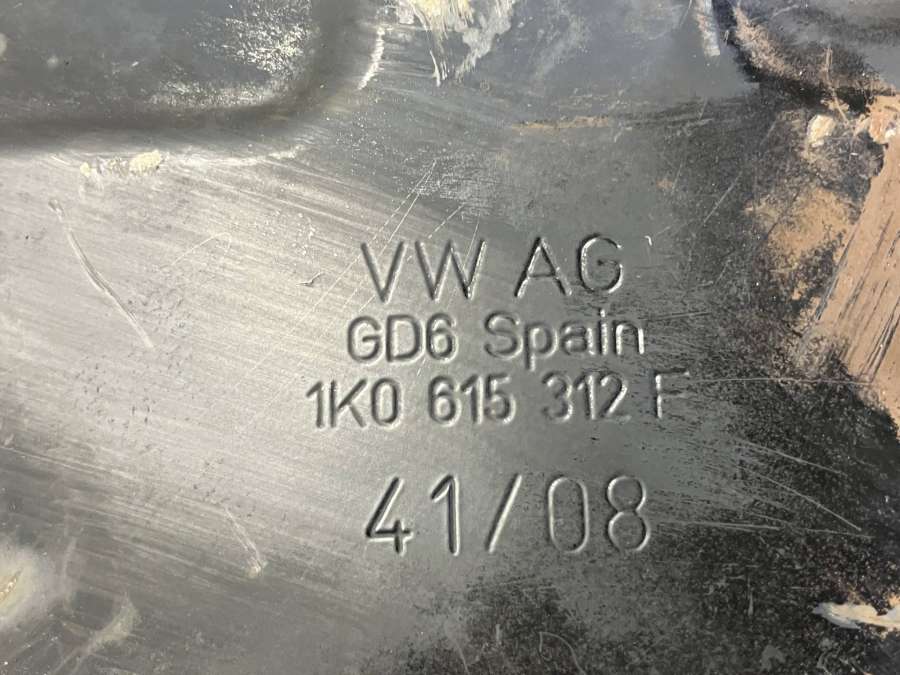 VW AG
GD6 Spain
1K0 615 312 F
41/08